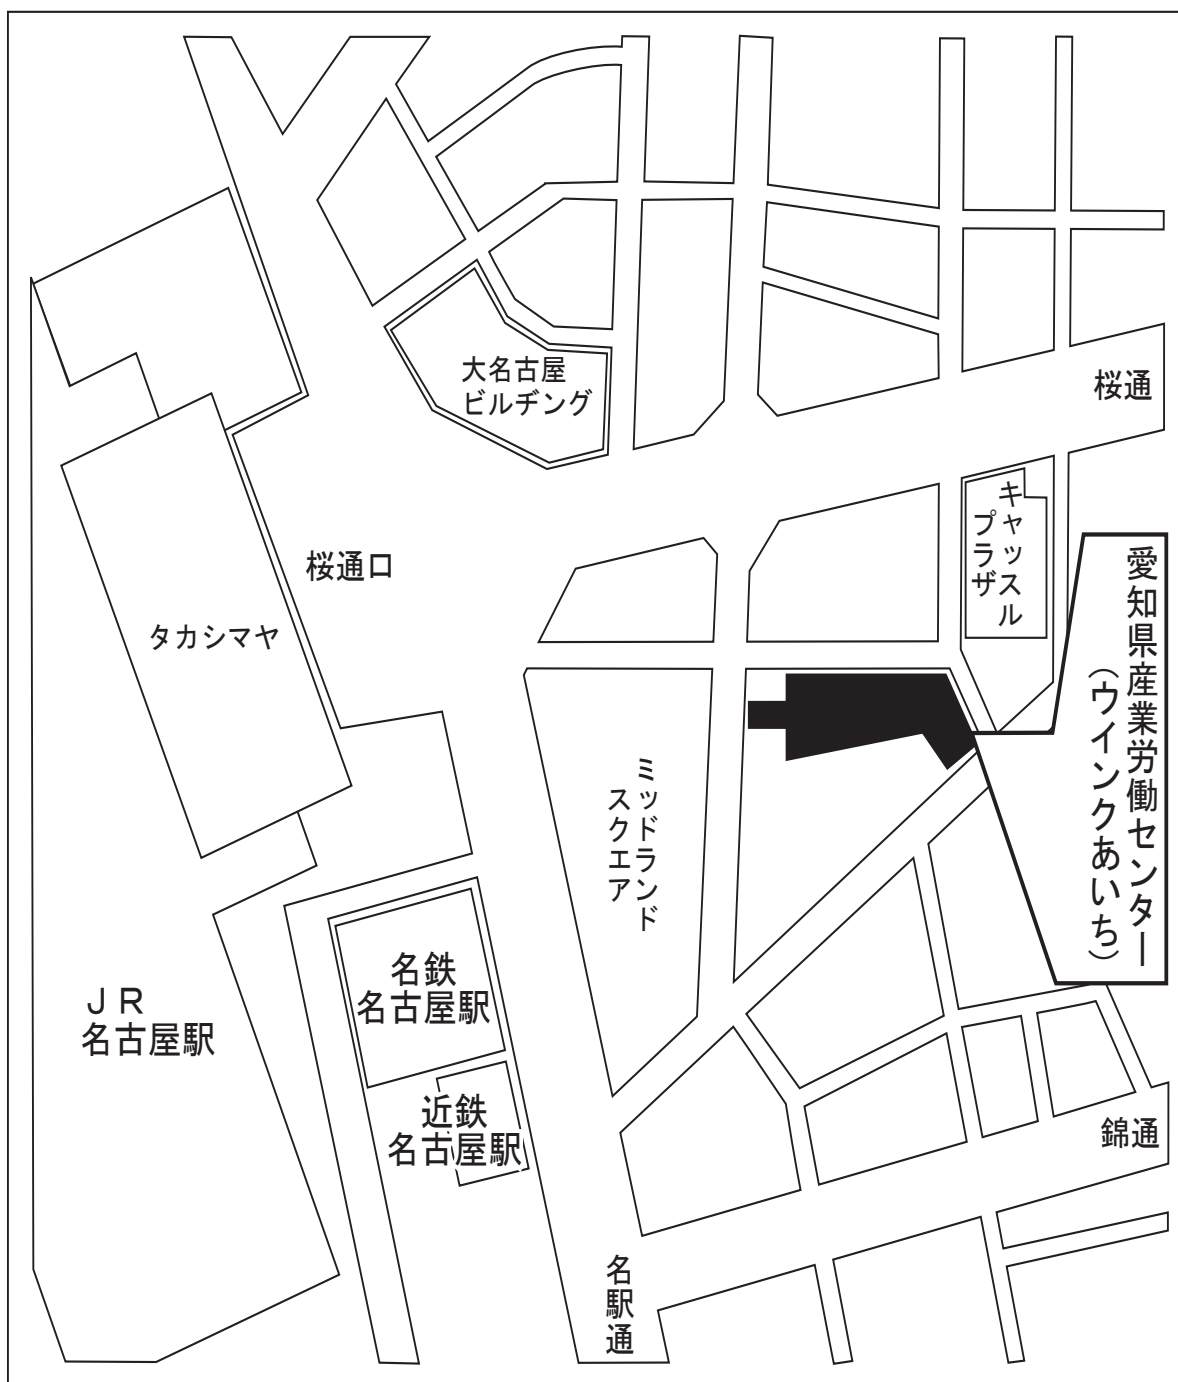 大名古屋
ビルヂング
桜通
キャッスル
プラザ
桜通口
タカシマヤ
愛知県産業労働センター
（ウインクあいち）
ミッドランド
スクエア
名鉄
名古屋駅
ＪＲ
名古屋駅
近鉄
名古屋駅
錦通
名駅通